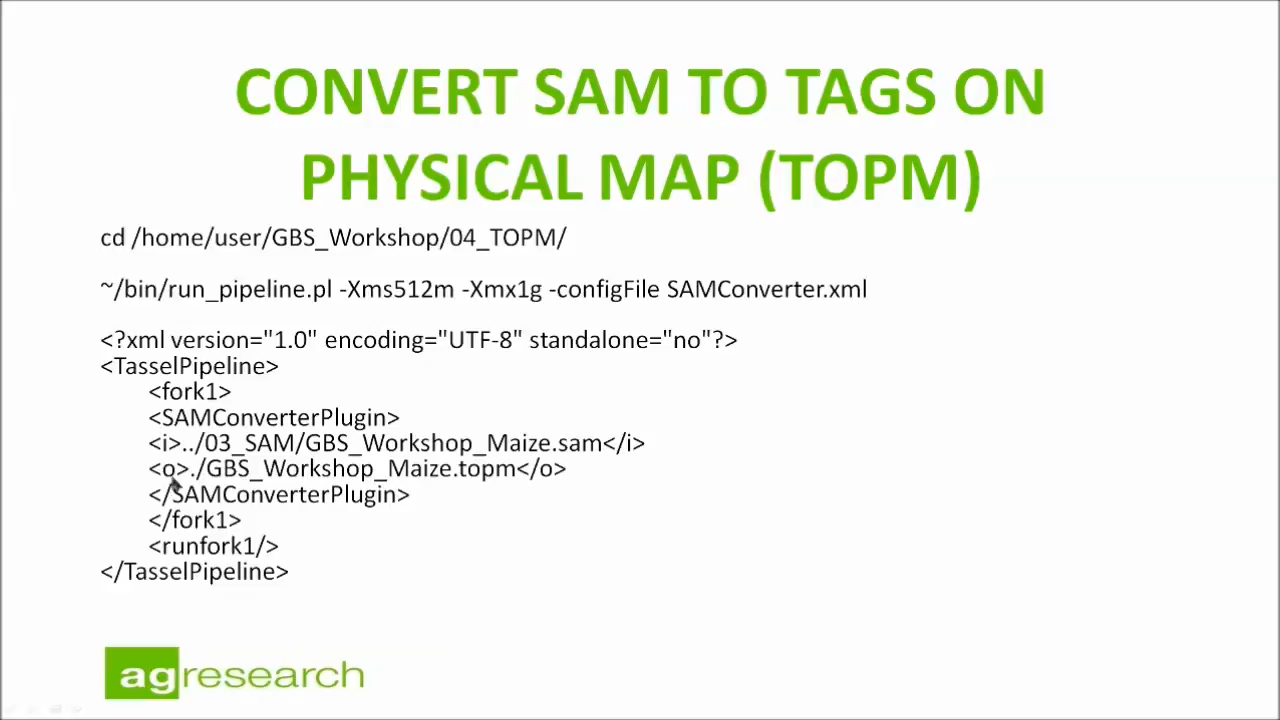 CONVERT SAM TO TAGS ON
PHYSICAL MAP (TOPM)
cd /home/user/GBS_Workshop/04_TOPM/
~/bin/run_pipeline.pl -Xms512m -Xmx1g -configFile SAMConverter.xml
<?xml version="1.0" encoding="UTF-8" standalone="no"?>
<TasselPipeline>
<fork1>
<SAMConverterPlugin>
<i>../03_SAM/GBS_Workshop_Maize.sam</i>
<o>./GBS_Workshop_Maize.topm</o>
</SAMConverterPlugin>
</fork1>
<runfork1/>
</TasselPipeline>
agresearch